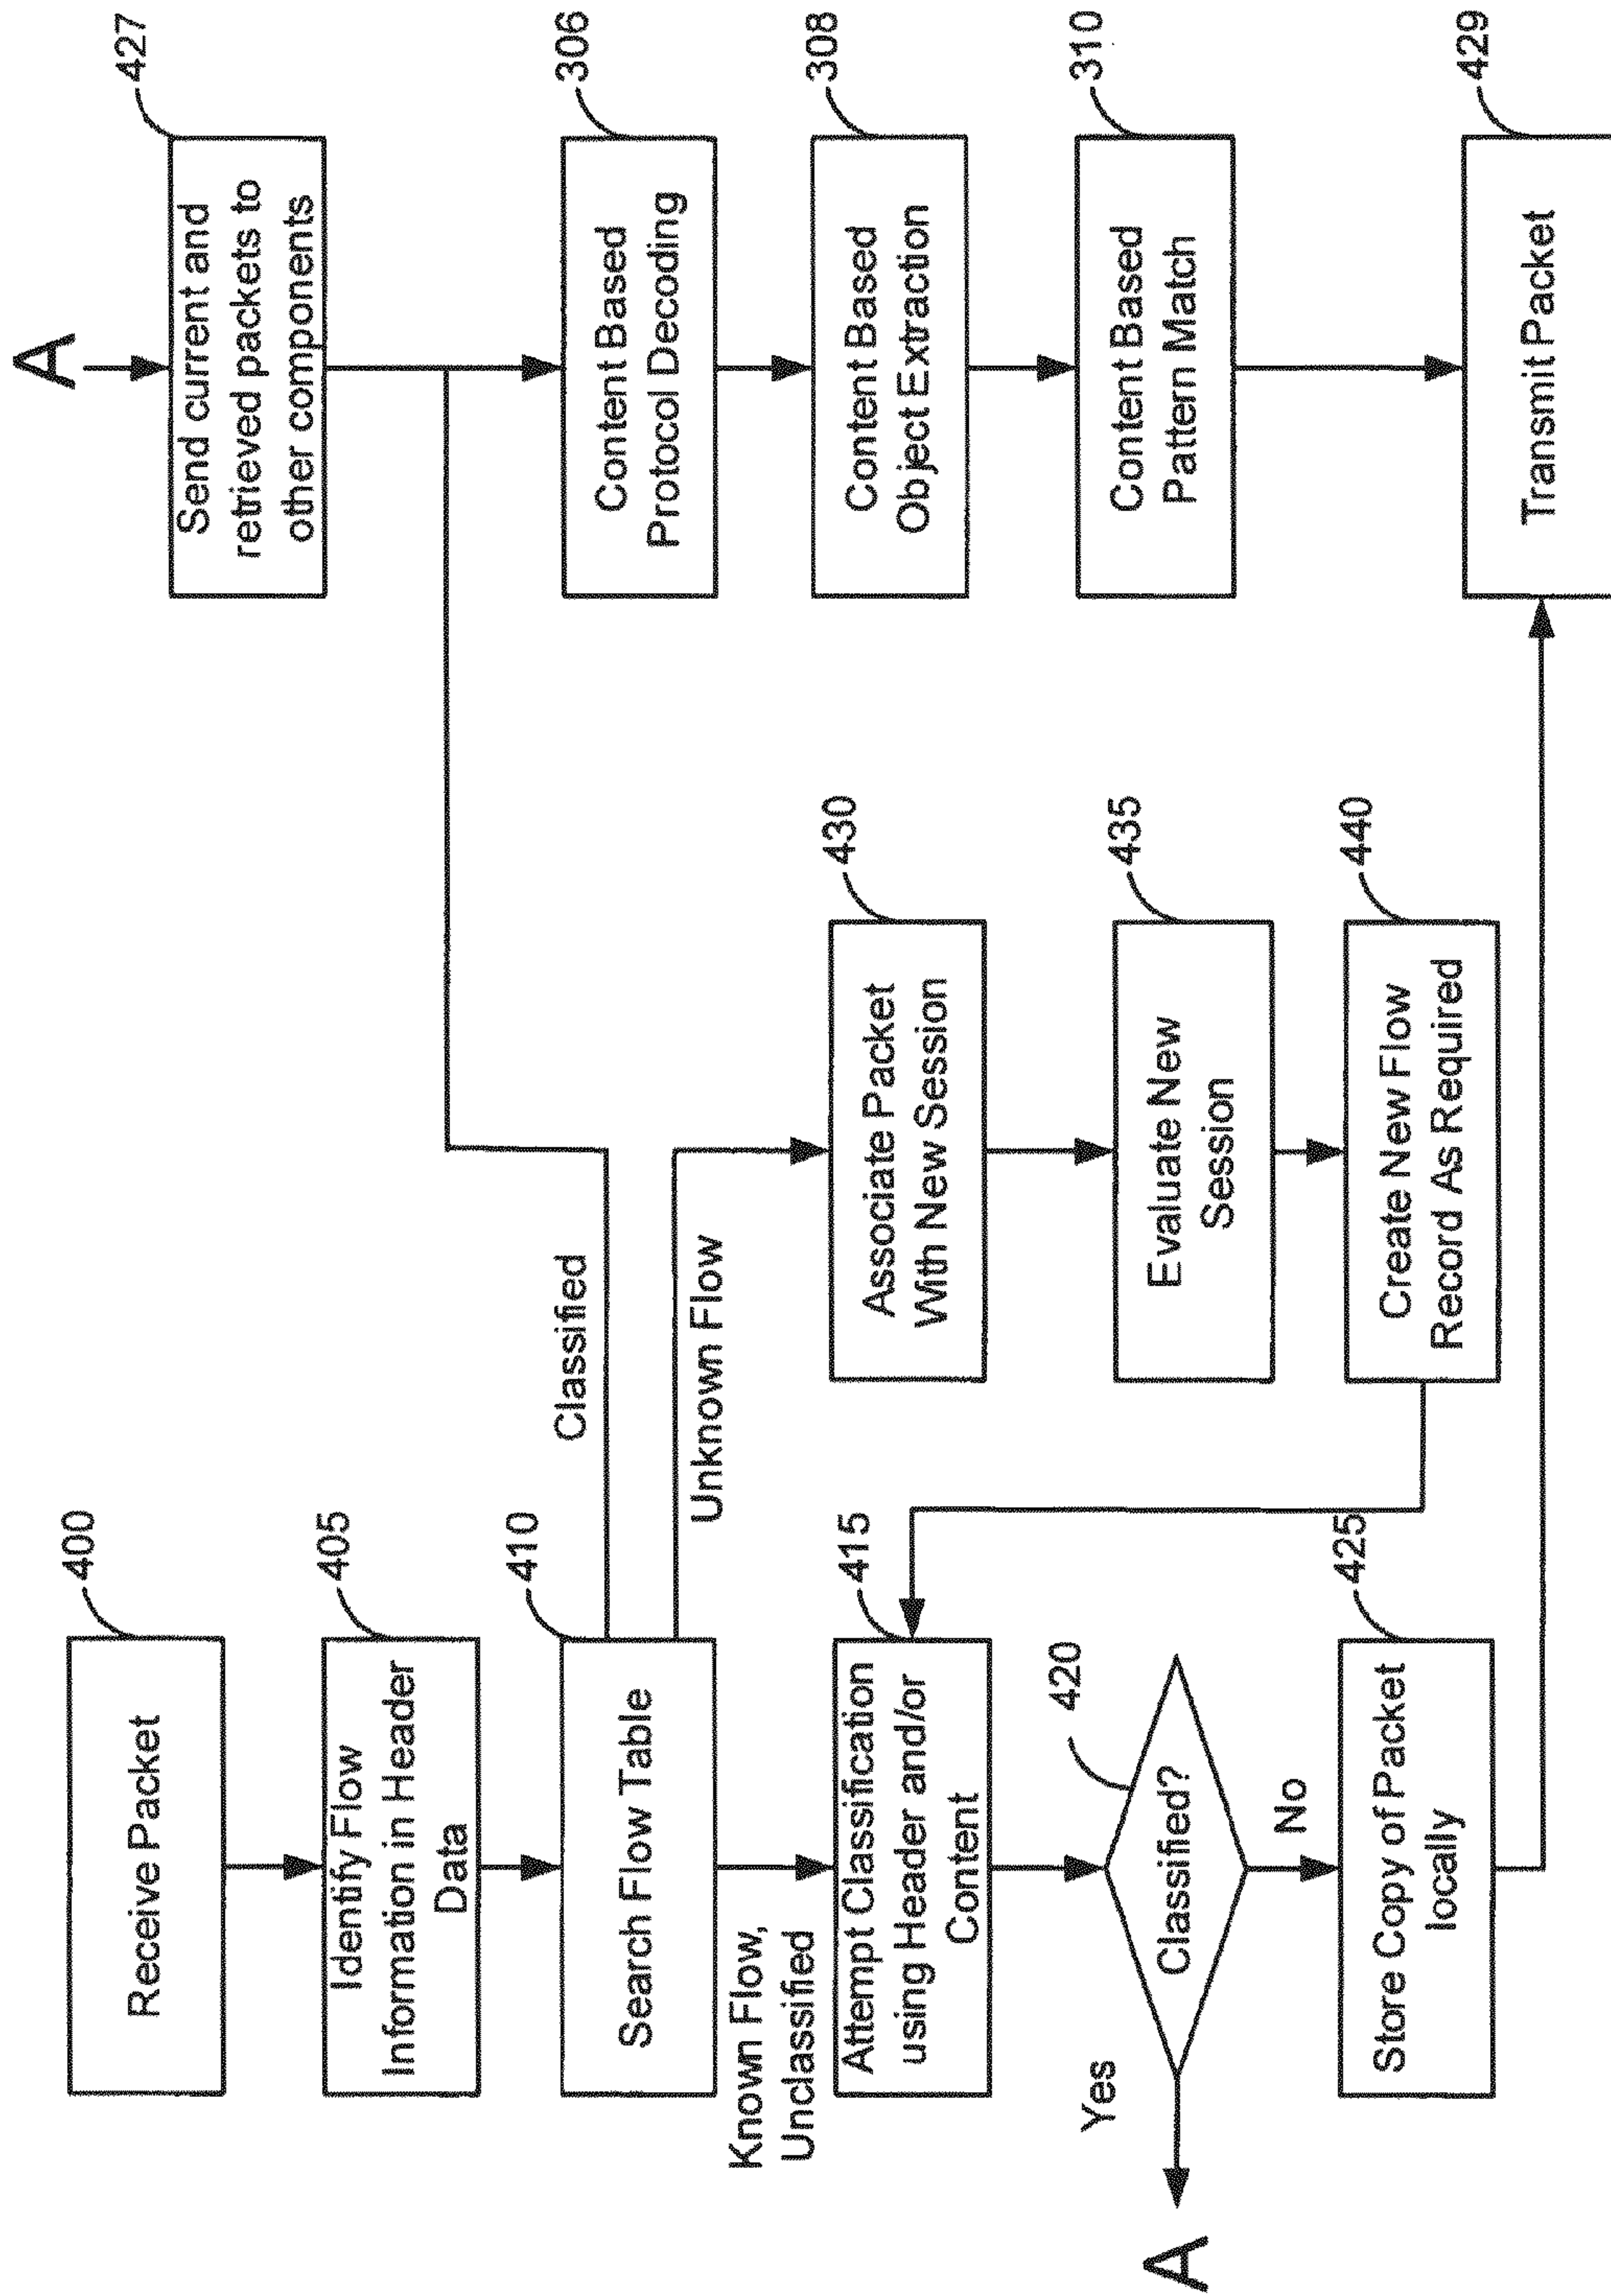 400
Receive Packet
405
Identify Flow
Information in Header
Data
410
Search Flow Table
Classified
Unknown Flow
Known Flow,
Unclassified
415
Attempt Classification
using Header and/or
Content
420
Classified?
Yes
A
No
425
Store Copy of Packet
locally
430
Associate Packet
With New Session
435
Evaluate New
Session
440
Create New Flow
Record As Required
A
427
Send current and
retrieved packets to
other components
306
Content Based
Protocol Decoding
308
Content Based
Object Extraction
310
Content Based
Pattern Match
429
Transmit Packet